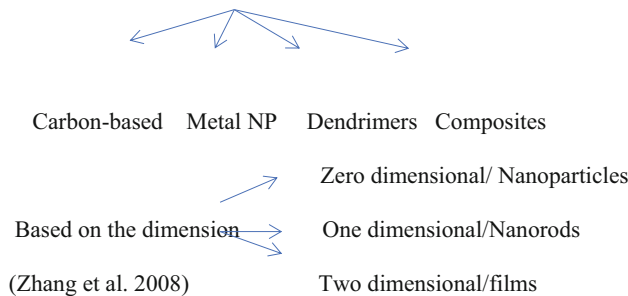 Carbon-based Metal NP Dendrimers Composites
Zero dimensional/ Nanoparticles
Based on the dimension One dimensional/Nanorods
(Zhang et al. 2008) Two dimensional/films